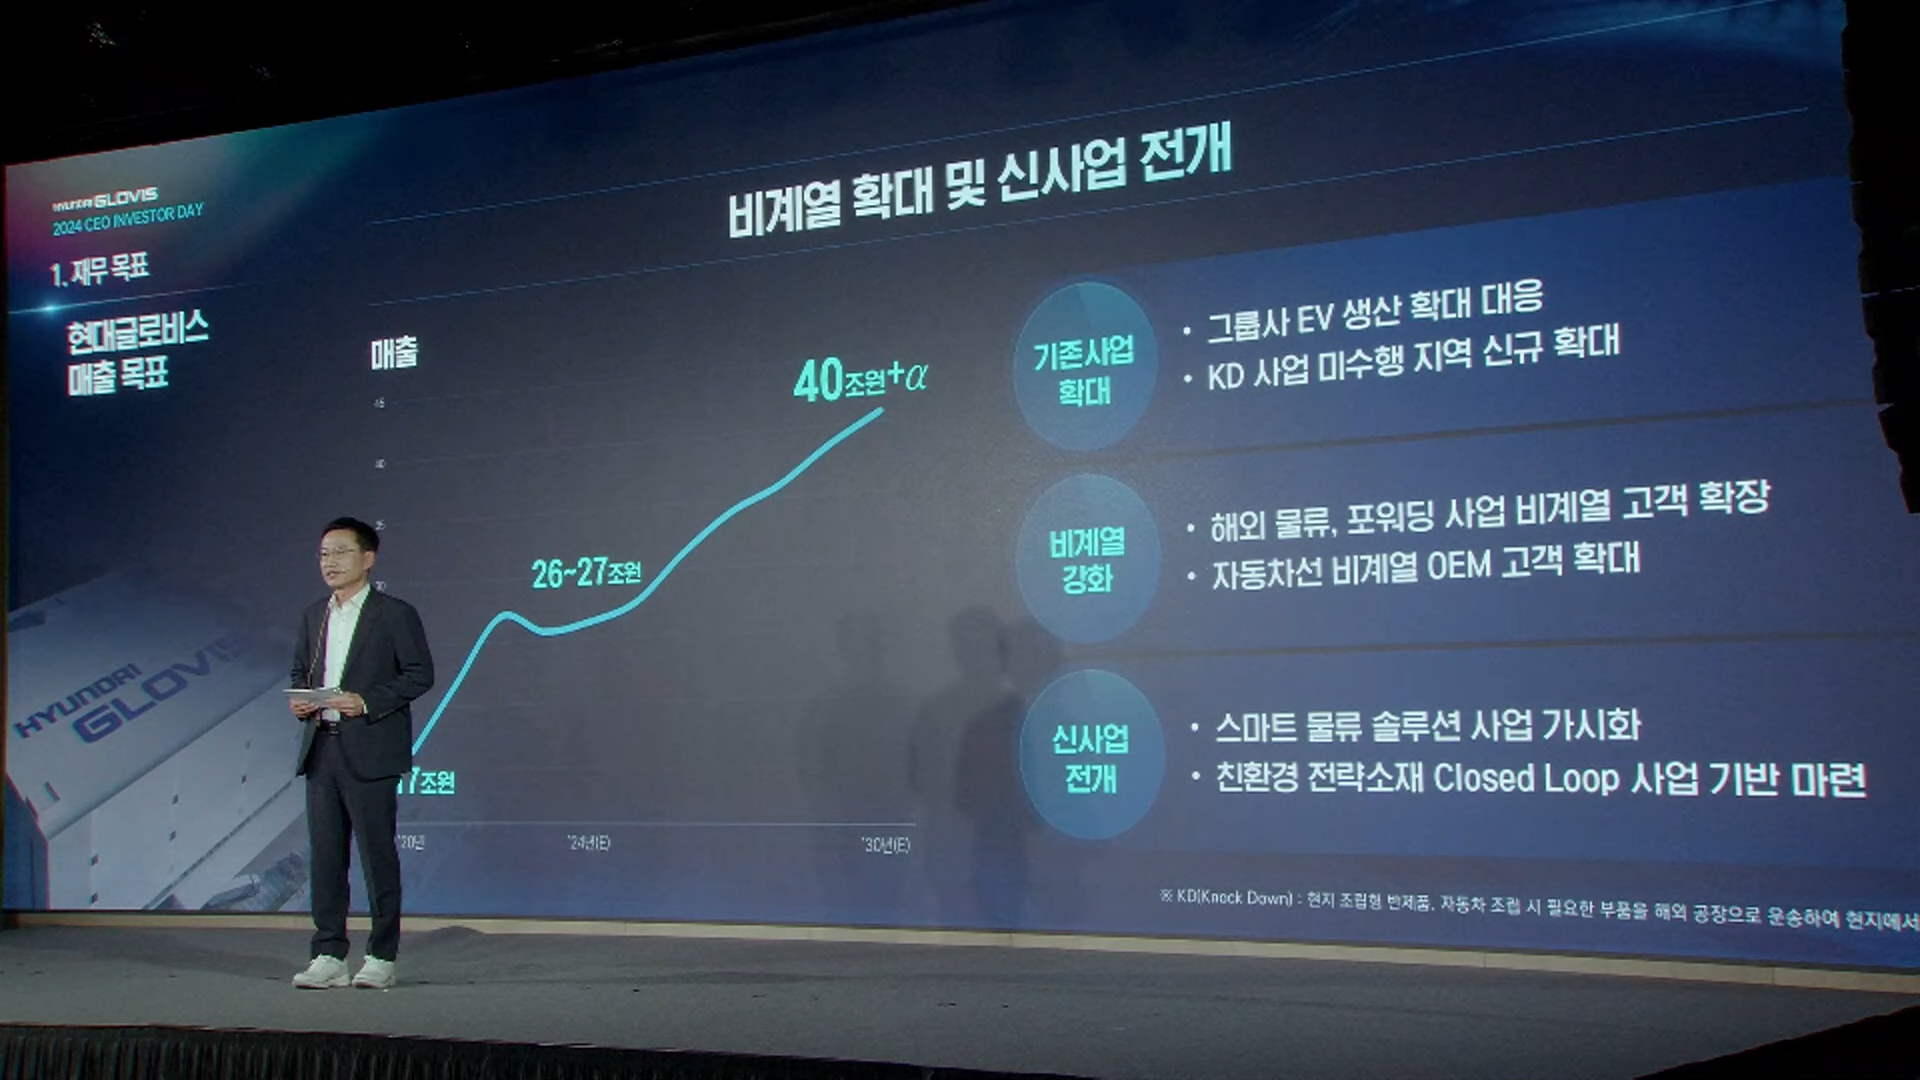 HYUNDAI GLOVIS
2024 CEO INVESTOR DAY
1. 재무 목표
현대글로비스
매출 목표
비계열 확대 및 신사업 전개
매출
45
40
35
30
40조원+α
26~27조원
17조원
'20년
'24년(E)
'30년(E)
기존사업
확대
• 그룹사 EV 생산 확대 대응
• KD 사업 미수행 지역 신규 확대
비계열
강화
• 해외 물류, 포워딩 사업 비계열 고객 확장
• 자동차선 비계열 OEM 고객 확대
신사업
전개
• 스마트 물류 솔루션 사업 가시화
• 친환경 전략소재 Closed Loop 사업 기반 마련
※ KD(Knock Down) : 현지 조립형 반제품. 자동차 조립 시 필요한 부품을 해외 공장으로 운송하여 현지에서
HYUNDAI
GLOVIS